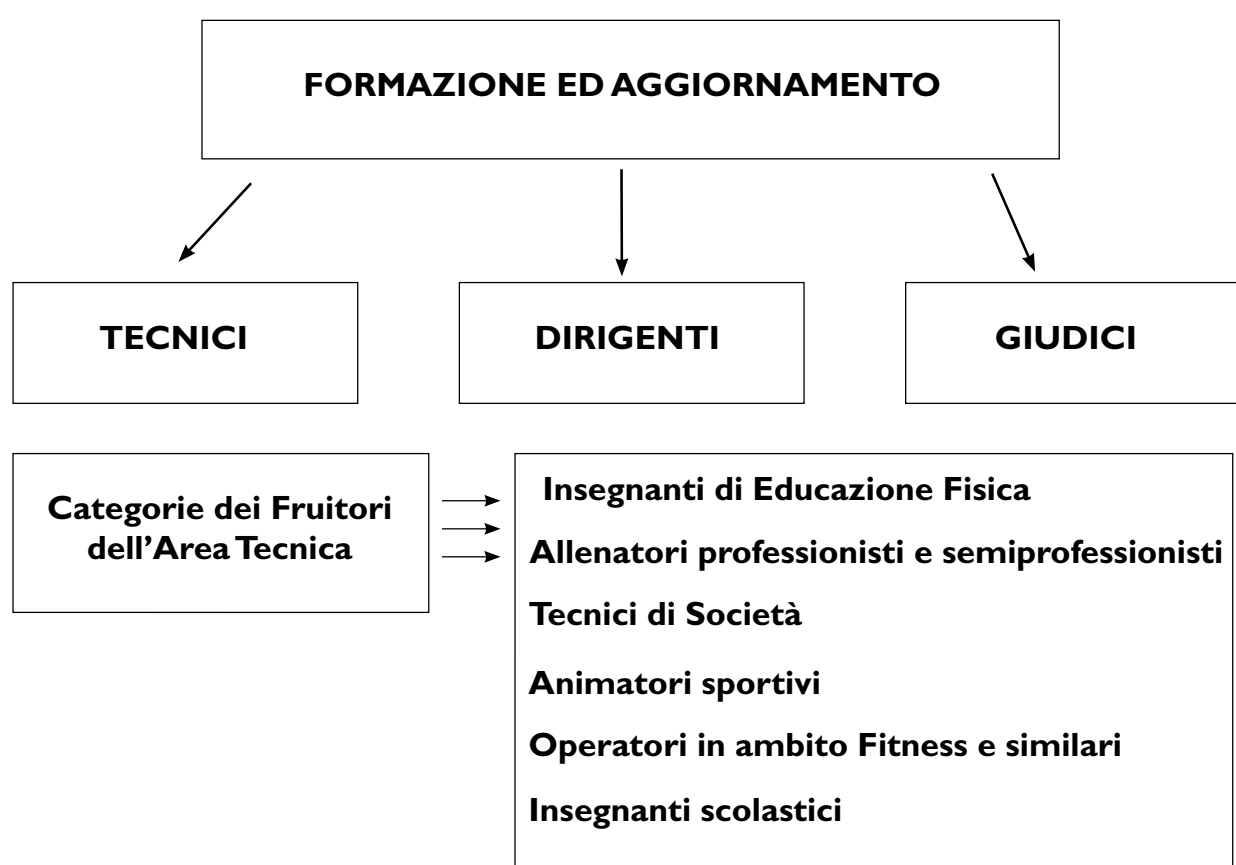 FORMAZIONE ED AGGIORNAMENTO
TECNICI
DIRIGENTI
GIUDICI
Categorie dei Fruitori
dell’Area Tecnica
Insegnanti di Educazione Fisica
Allenatori professionisti e semiprofessionisti
Tecnici di Società
Animatori sportivi
Operatori in ambito Fitness e similari
Insegnanti scolastici